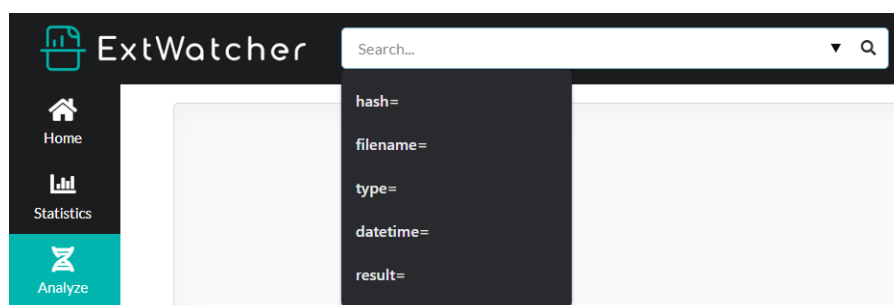 ExtWatcher
Search...
hash=
filename=
type=
datetime=
result=
Home
Statistics
Analyze